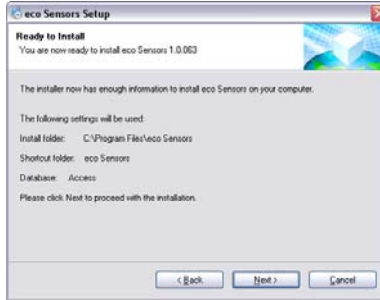 eco Sensors Setup
Ready to Install
You are now ready to install eco Sensors 1.0.063
The installer now has enough information to install eco Sensors on your computer.
The following settings will be used:
Install folder: C:\Program Files\eco Sensors
Shortcut folder: eco Sensors
Database: Access
Please click Next to proceed with the installation.
< Back Next > Cancel